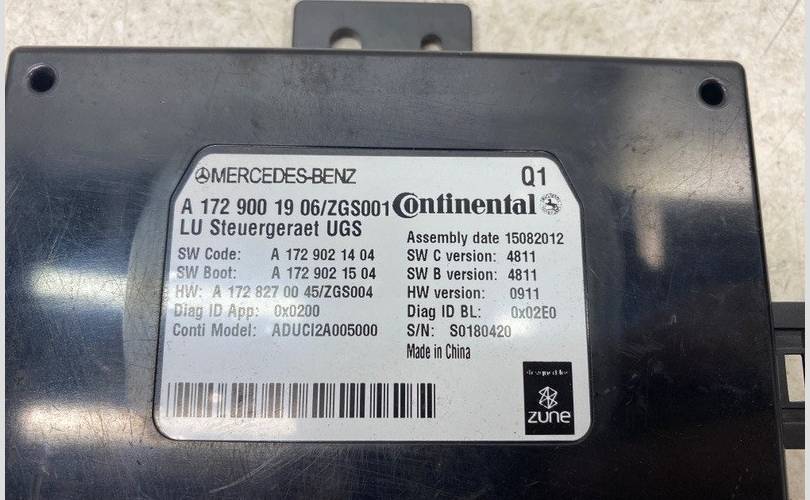 MERCEDES-BENZ Q1
A 172 900 19 06/ZGS001 Continental
LU Steuergeraet UGS
Assembly date 15082012
SW Code: A 172 902 14 04 SW C version: 4811
SW Boot: A 172 902 15 04 SW B version: 4811
HW: A 172 827 00 45/ZGS004 HW version: 0911
Diag ID App: 0x0200 Diag ID BL: 0x02E0
Conti Model: ADUCI2A005000 S/N: S0180420
Made in China
designed for
zune